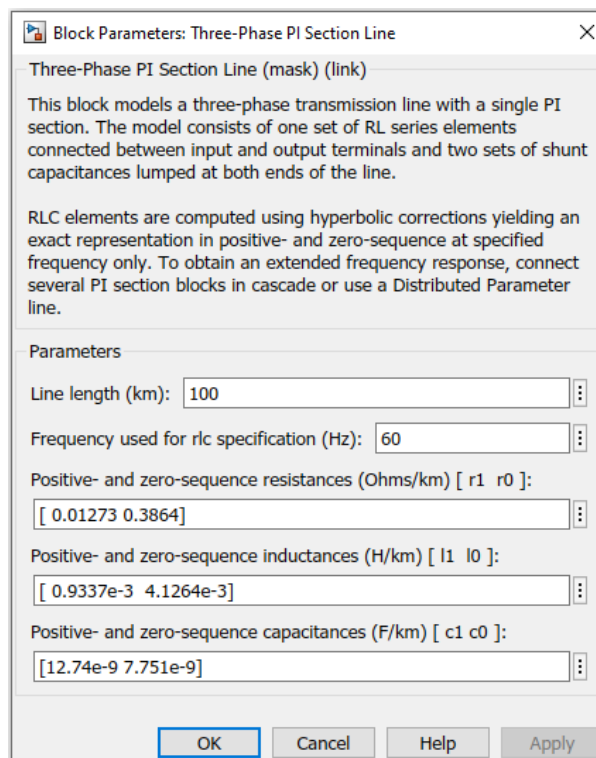 Block Parameters: Three-Phase PI Section Line
Three-Phase PI Section Line (mask) (link)
This block models a three-phase transmission line with a single PI
section. The model consists of one set of RL series elements
connected between input and output terminals and two sets of shunt
capacitances lumped at both ends of the line.
RLC elements are computed using hyperbolic corrections yielding an
exact representation in positive- and zero-sequence at specified
frequency only. To obtain an extended frequency response, connect
several PI section blocks in cascade or use a Distributed Parameter
line.
Parameters
Line length (km): 100
Frequency used for rlc specification (Hz): 60
Positive- and zero-sequence resistances (Ohms/km) [ r1  r0 ]:
[ 0.01273 0.3864]
Positive- and zero-sequence inductances (H/km) [ l1  l0 ]:
[ 0.9337e-3  4.1264e-3]
Positive- and zero-sequence capacitances (F/km) [ c1 c0 ]:
[12.74e-9 7.751e-9]
OK Cancel Help Apply